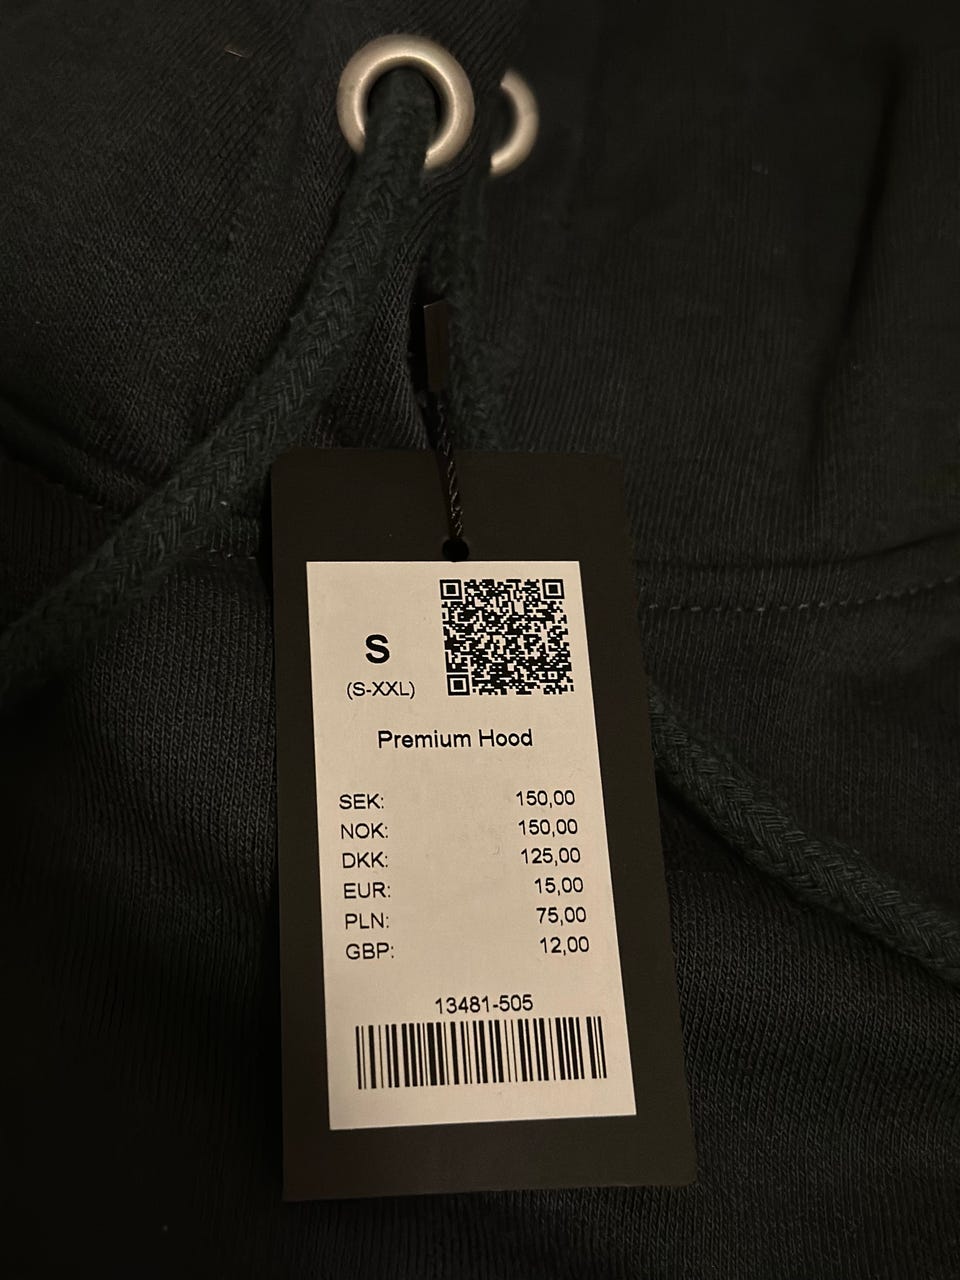 S
(S-XXL)
Premium Hood
SEK: 150,00
NOK: 150,00
DKK: 125,00
EUR: 15,00
PLN: 75,00
GBP: 12,00
13481-505